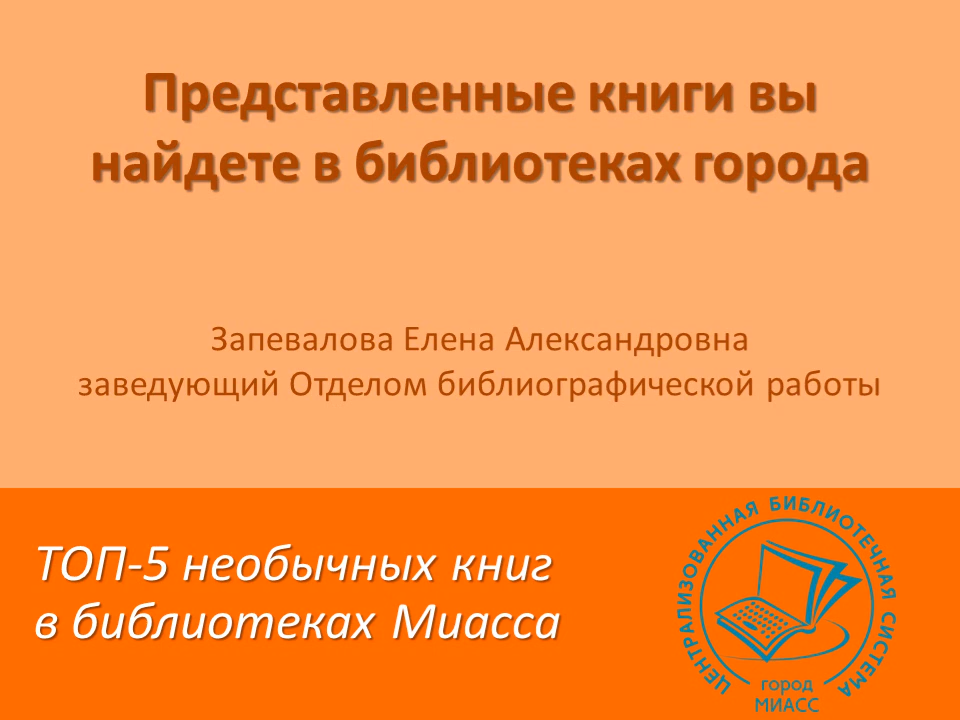 Представленные книги вы
найдете в библиотеках города
Запевалова Елена Александровна
заведующий Отделом библиографической работы
ТОП-5 необычных книг
в библиотеках Миасса
ЦЕНТРАЛИЗОВАННАЯ БИБЛИОТЕЧНАЯ СИСТЕМА
город
МИАСС